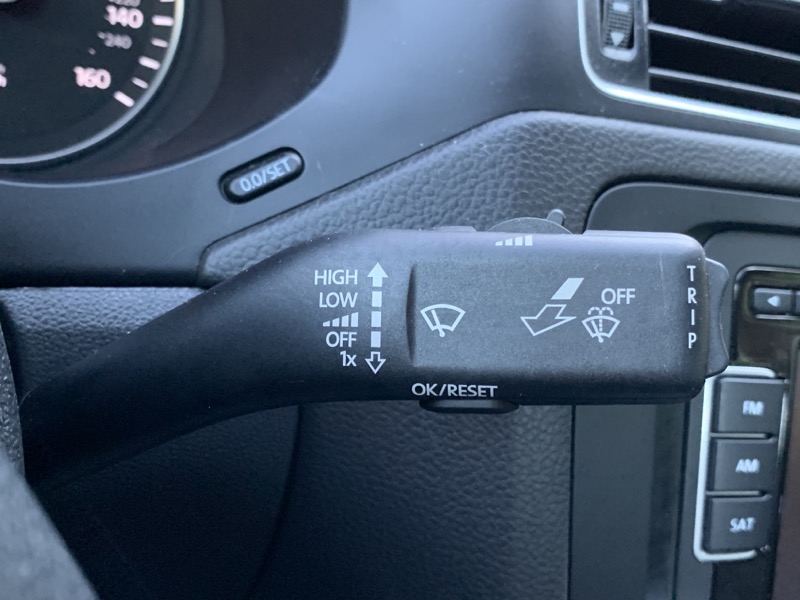 140
240
160
0.0/SET
HIGH
LOW
OFF
1x
OFF
TRIP
OK/RESET
FM
AM
SAT